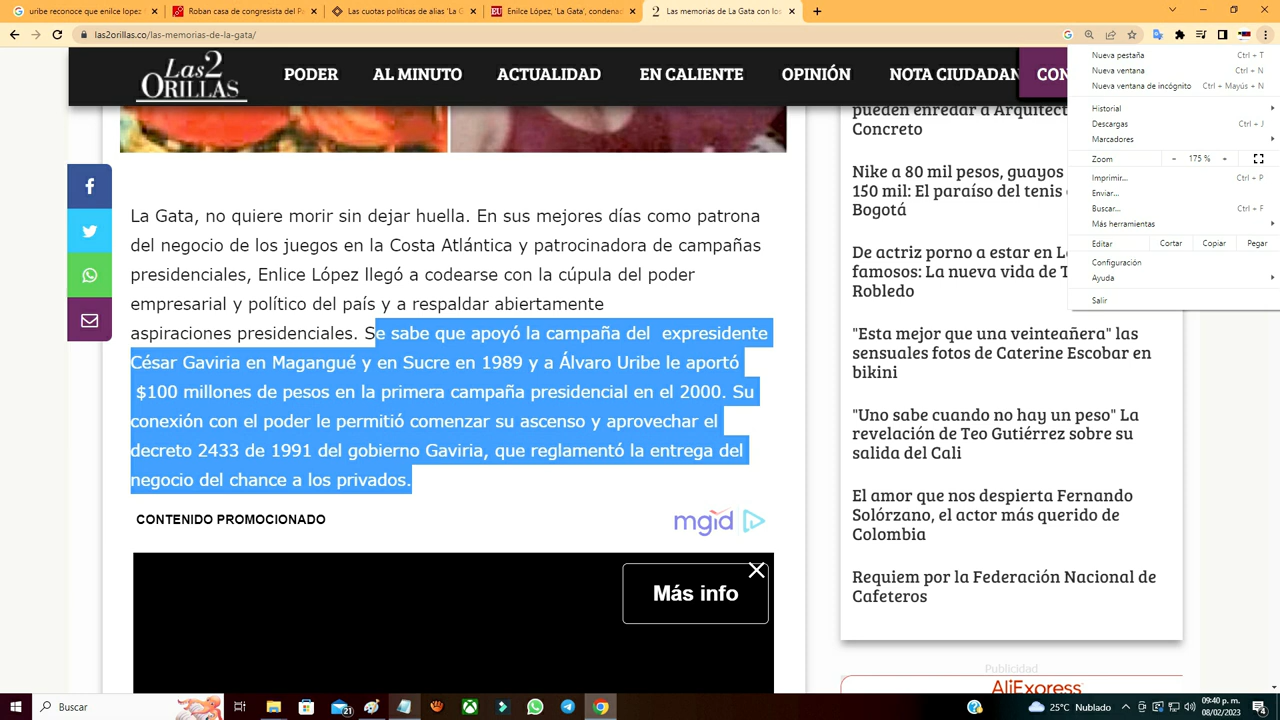 uribe reconoce que enilce lopez l
Roban casa de congresista del Pa
Las cuotas políticas de alias 'La G
Enilce López, 'La Gata', condenad
Las memorias de La Gata con los
las2orillas.co/las-memorias-de-la-gata/
Las2
ORILLAS
PODER
AL MINUTO
ACTUALIDAD
EN CALIENTE
OPINIÓN
NOTA CIUDADAN
CON
Nueva pestaña Ctrl + T
Nueva ventana Ctrl + N
Nueva ventana de incógnito Ctrl + Mayús + N
Historial
Descargas Ctrl + J
Marcadores
Zoom - 175 % +
Imprimir... Ctrl + P
Enviar...
Buscar... Ctrl + F
Más herramientas
Editar Cortar Copiar Pegar
Configuración
Ayuda
Salir
La Gata, no quiere morir sin dejar huella. En sus mejores días como patrona
del negocio de los juegos en la Costa Atlántica y patrocinadora de campañas
presidenciales, Enlice López llegó a codearse con la cúpula del poder
empresarial y político del país y a respaldar abiertamente
aspiraciones presidenciales. Se sabe que apoyó la campaña del expresidente
César Gaviria en Magangué y en Sucre en 1989 y a Álvaro Uribe le aportó
$100 millones de pesos en la primera campaña presidencial en el 2000. Su
conexión con el poder le permitió comenzar su ascenso y aprovechar el
decreto 2433 de 1991 del gobierno Gaviria, que reglamentó la entrega del
negocio del chance a los privados.
CONTENIDO PROMOCIONADO
mgid
Más info
pueden enredar a Arquitect
Concreto
Nike a 80 mil pesos, guayos
150 mil: El paraíso del tenis
Bogotá
De actriz porno a estar en L
famosos: La nueva vida de T
Robledo
"Esta mejor que una veinteañera" las
sensuales fotos de Caterine Escobar en
bikini
"Uno sabe cuando no hay un peso" La
revelación de Teo Gutiérrez sobre su
salida del Cali
El amor que nos despierta Fernando
Solórzano, el actor más querido de
Colombia
Requiem por la Federación Nacional de
Cafeteros
Publicidad
AliExpress
Buscar
21
25°C Nublado
09:40 p. m.
08/02/2023
4